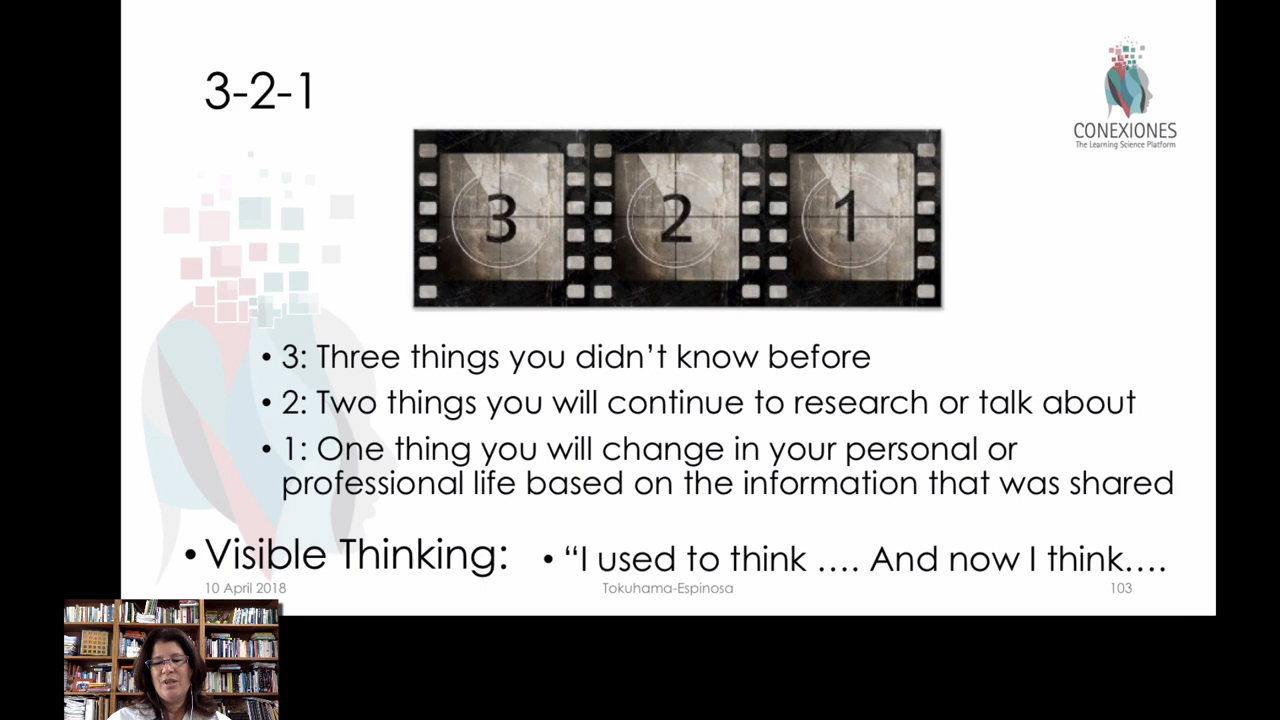 3-2-1
CONEXIONES
The Learning Science Platform
3 2 1
• 3: Three things you didn’t know before
• 2: Two things you will continue to research or talk about
• 1: One thing you will change in your personal or
professional life based on the information that was shared
• Visible Thinking: • “I used to think .... And now I think....
10 April 2018 Tokuhama-Espinosa 103